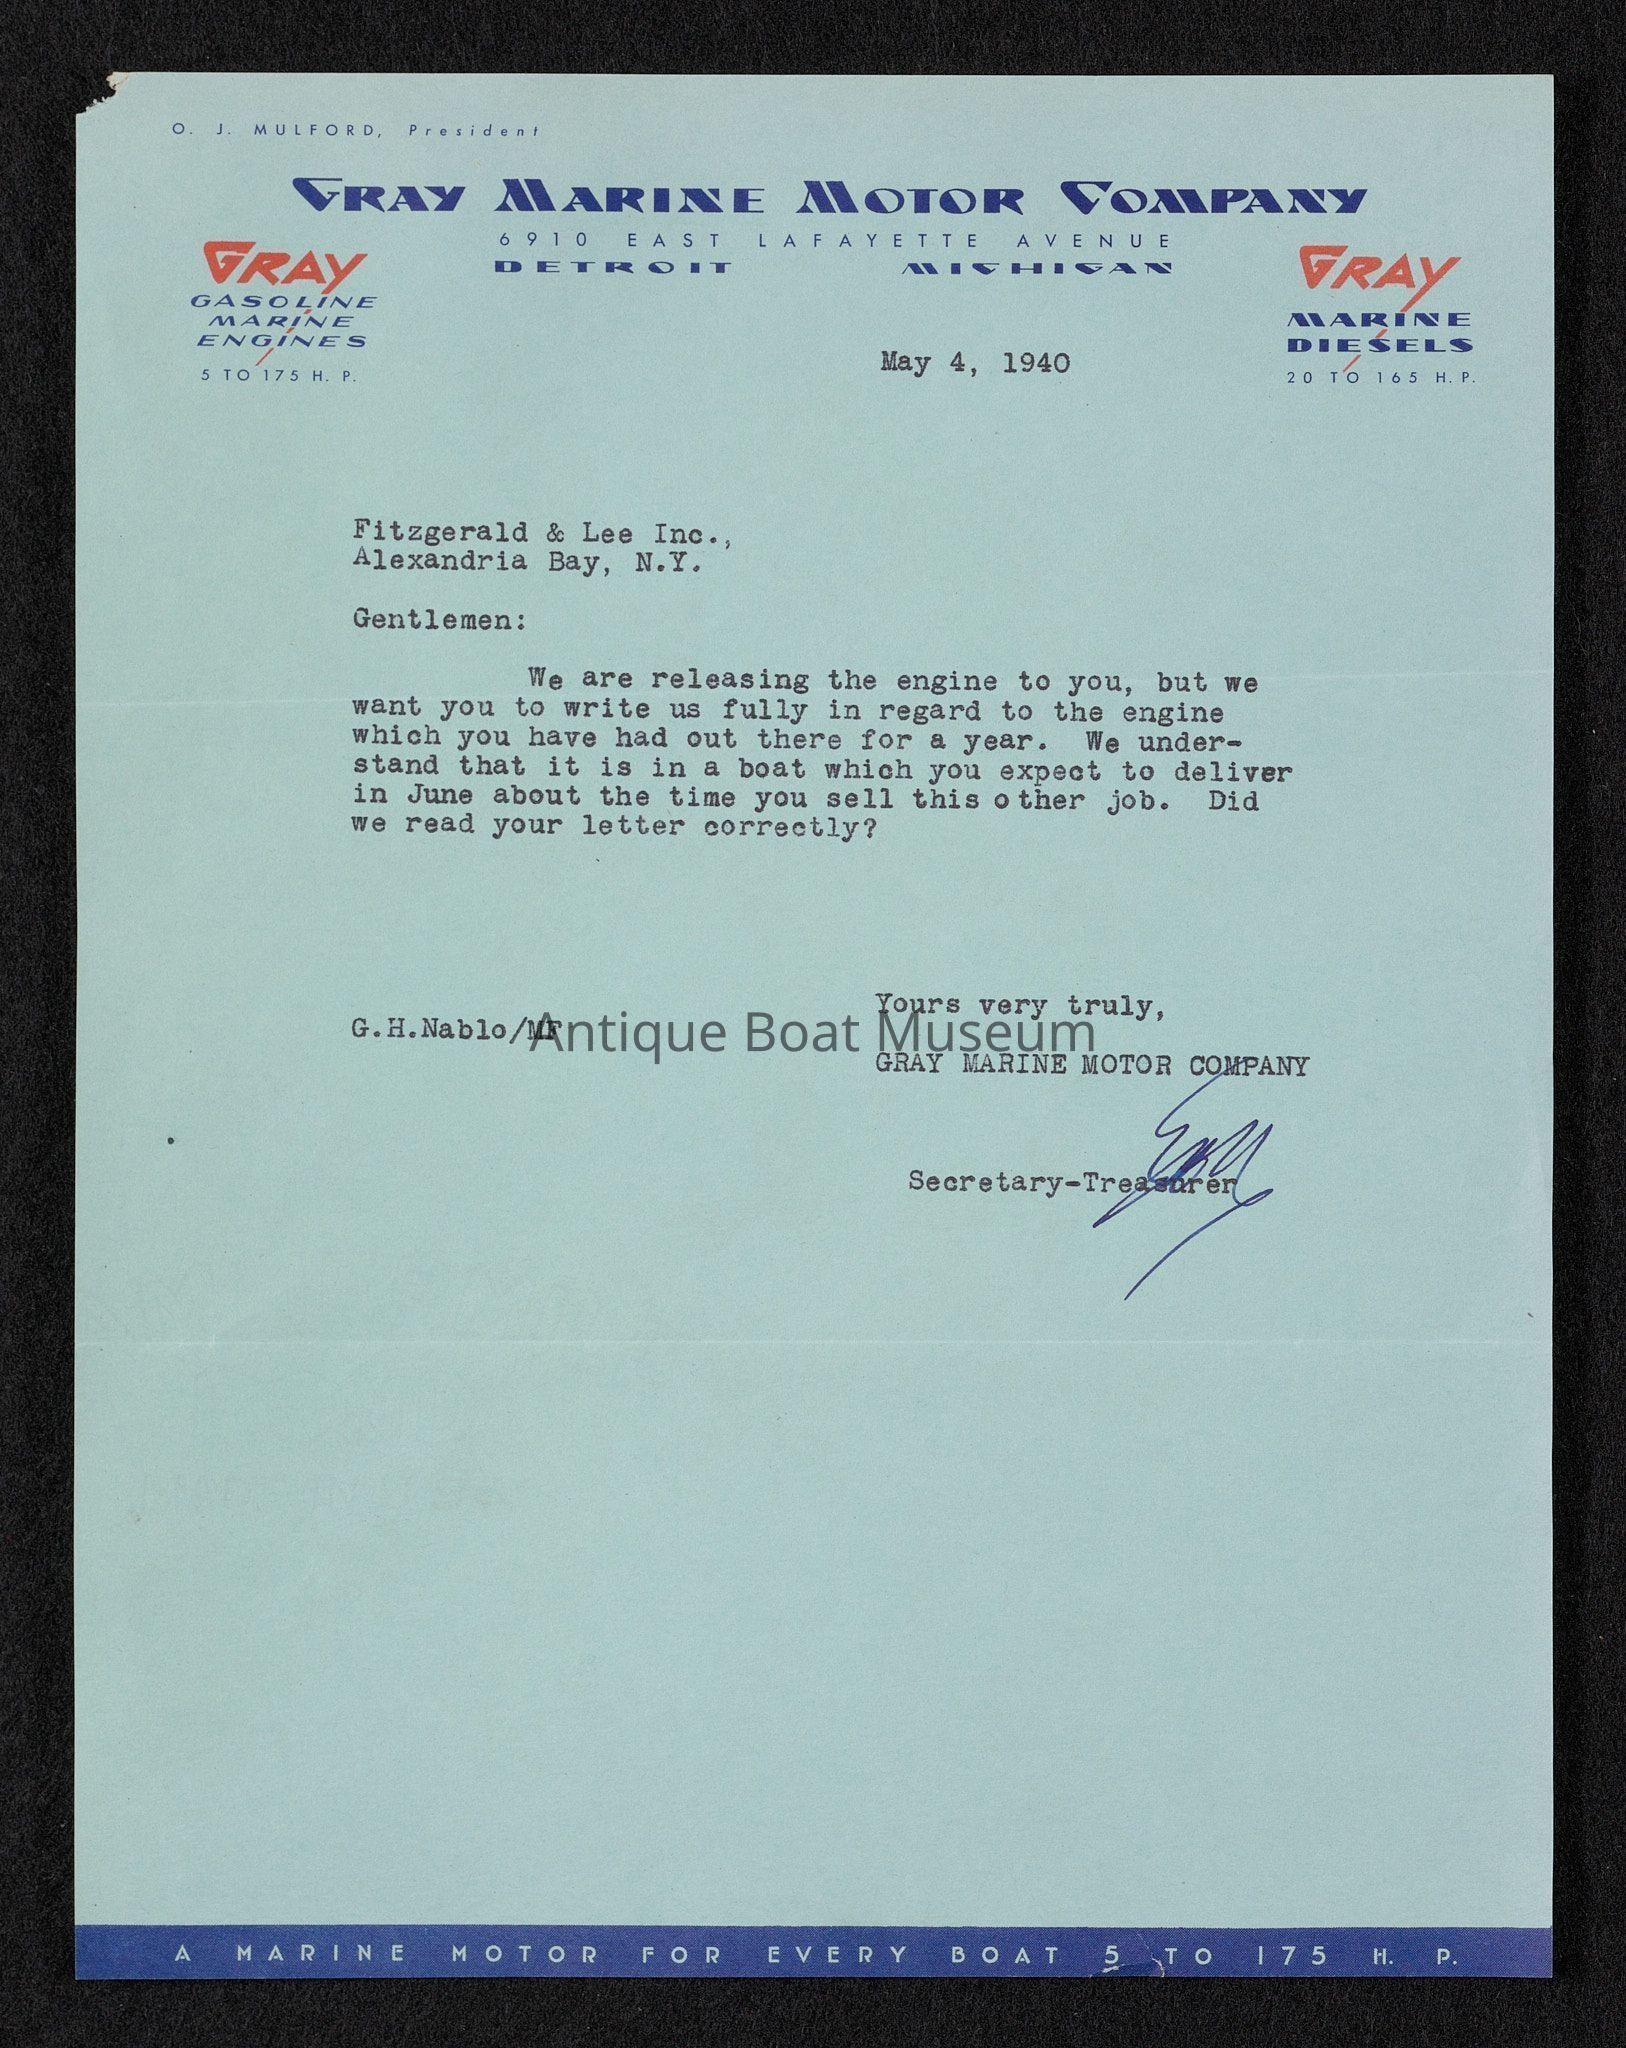 O. J. MULFORD, President
GRAY MARINE MOTOR COMPANY
6910 EAST LAFAYETTE AVENUE
DETROIT MICHIGAN
GRAY
GASOLINE
MARINE
ENGINES
5 TO 175 H. P.
GRAY
MARINE
DIESELS
20 TO 165 H. P.
May 4, 1940
Fitzgerald & Lee Inc.,
Alexandria Bay, N.Y.
Gentlemen:
We are releasing the engine to you, but we
want you to write us fully in regard to the engine
which you have had out there for a year. We under-
stand that it is in a boat which you expect to deliver
in June about the time you sell this other job. Did
we read your letter correctly?
Yours very truly,
G.H.Nablo/MF
Antique Boat Museum
GRAY MARINE MOTOR COMPANY
Secretary-Treasurer
A MARINE MOTOR FOR EVERY BOAT 5 TO 175 H. P.